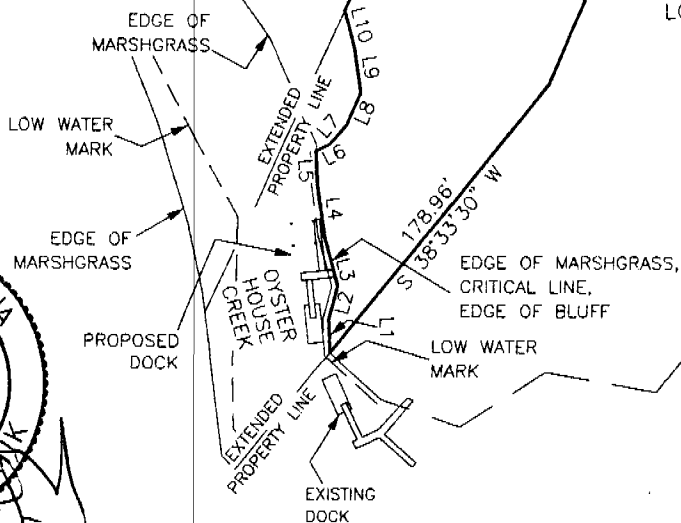 EDGE OF
MARSHGRASS
LO
L10
L9
L8
L7
L6
EXTENDED
PROPERTY LINE
LOW WATER
MARK
L5
L4
178.96'
S 38°33'30" W
EDGE OF
MARSHGRASS
OYSTER
HOUSE
CREEK
L3
L2
L1
EDGE OF MARSHGRASS,
CRITICAL LINE,
EDGE OF BLUFF
PROPOSED
DOCK
LOW WATER
MARK
EXTENDED
PROPERTY LINE
EXISTING
DOCK